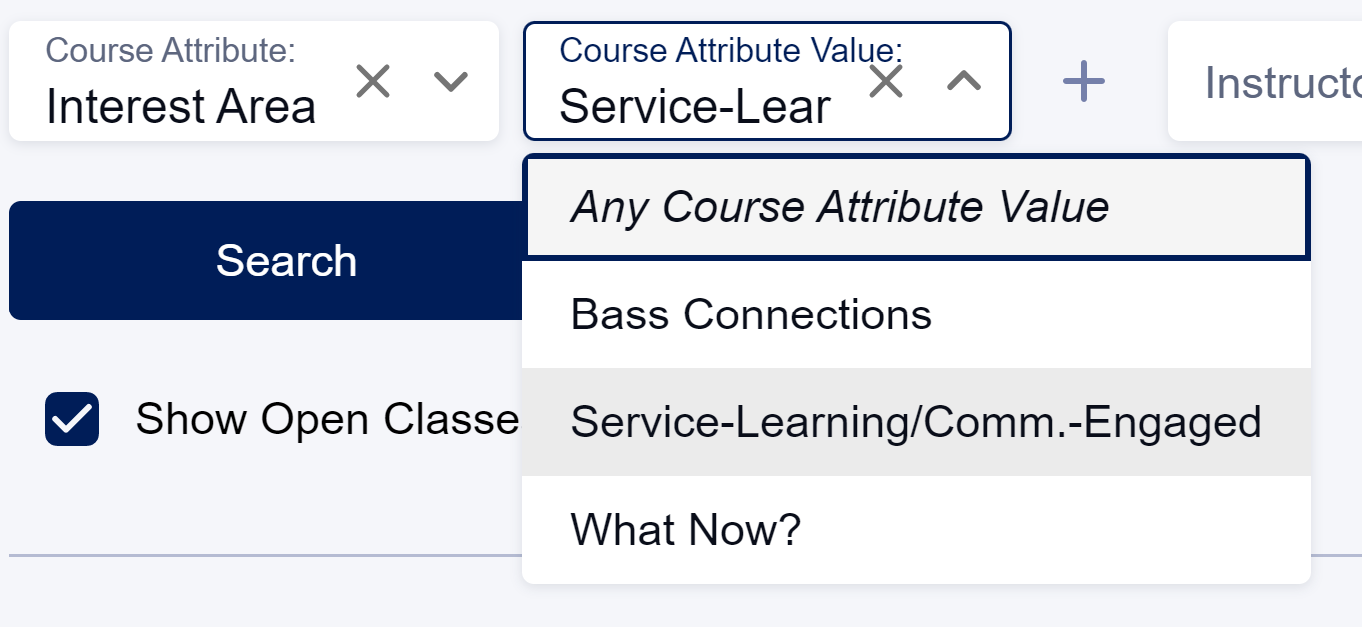 Course Attribute:
Interest Area
Course Attribute Value:
Service-Lear
Instructo
Any Course Attribute Value
Search
Bass Connections
Show Open Classe
Service-Learning/Comm.-Engaged
What Now?